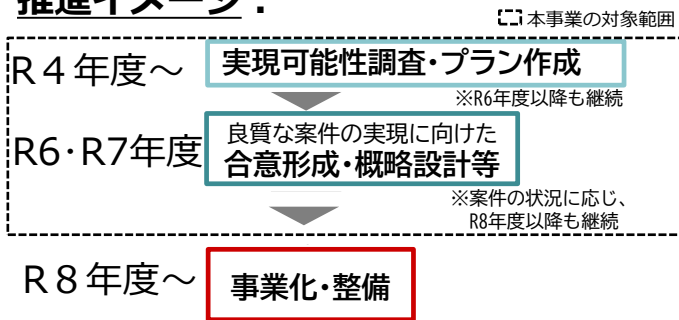 推進イメージ：
本事業の対象範囲
R４年度～
実現可能性調査・プラン作成
※R6年度以降も継続
R6・R7年度
良質な案件の実現に向けた
合意形成・概略設計等
※案件の状況に応じ、
R8年度以降も継続
R８年度～
事業化・整備